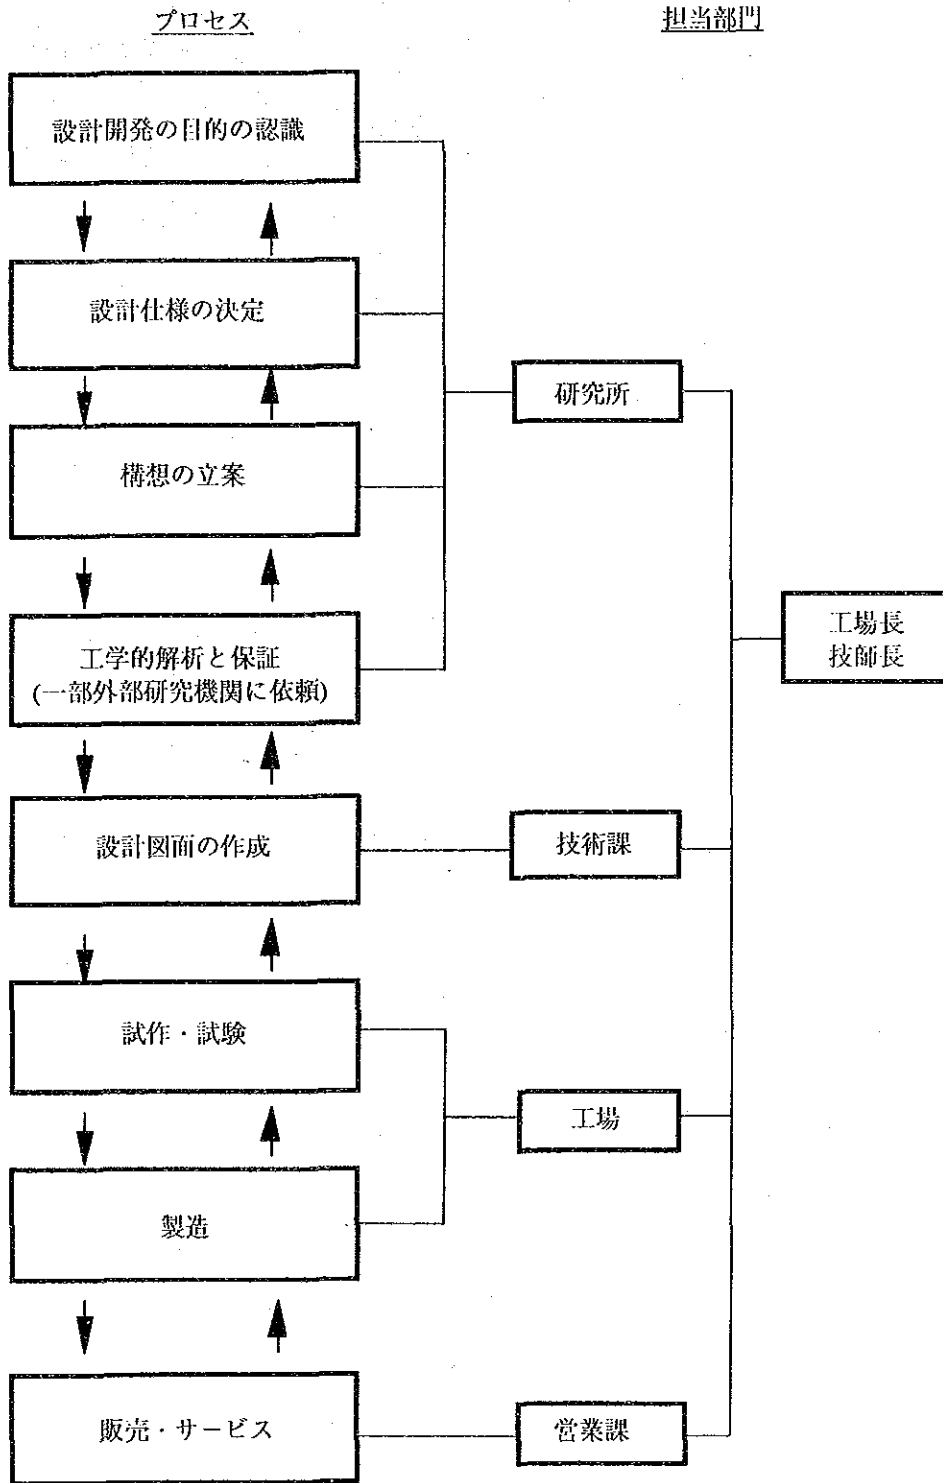 プロセス
担当部門
設計開発の目的の認識
設計仕様の決定
研究所
構想の立案
工場長
技師長
工学的解析と保証
(一部外部研究機関に依頼)
設計図面の作成
技術課
試作・試験
工場
製造
販売・サービス
営業課